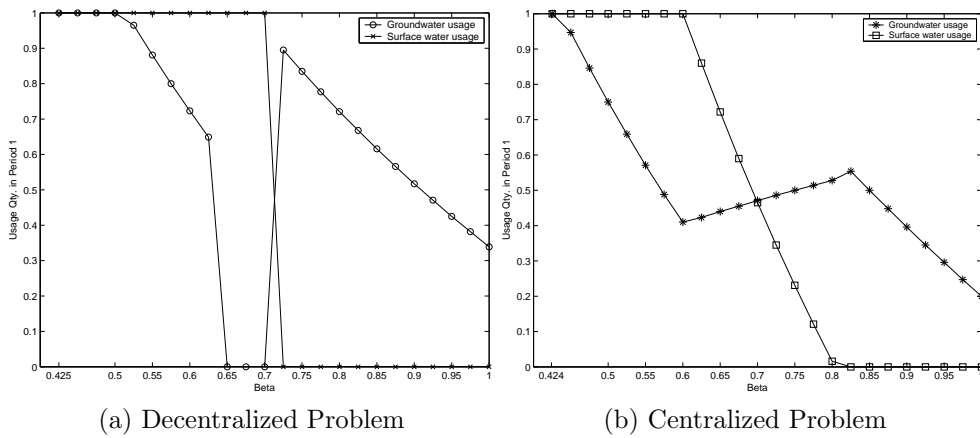 Groundwater usage
Surface water usage
Usage Qty. in Period 1
1
0.9
0.8
0.7
0.6
0.5
0.4
0.3
0.2
0.1
0
0.425 0.5 0.55 0.6 0.65 0.7 0.75 0.8 0.85 0.9 0.95 1
Beta
(a) Decentralized Problem
Groundwater usage
Surface water usage
Usage Qty. in Period 1
1
0.9
0.8
0.7
0.6
0.5
0.4
0.3
0.2
0.1
0
0.424 0.5 0.55 0.6 0.65 0.7 0.75 0.8 0.85 0.9 0.95
Beta
(b) Centralized Problem